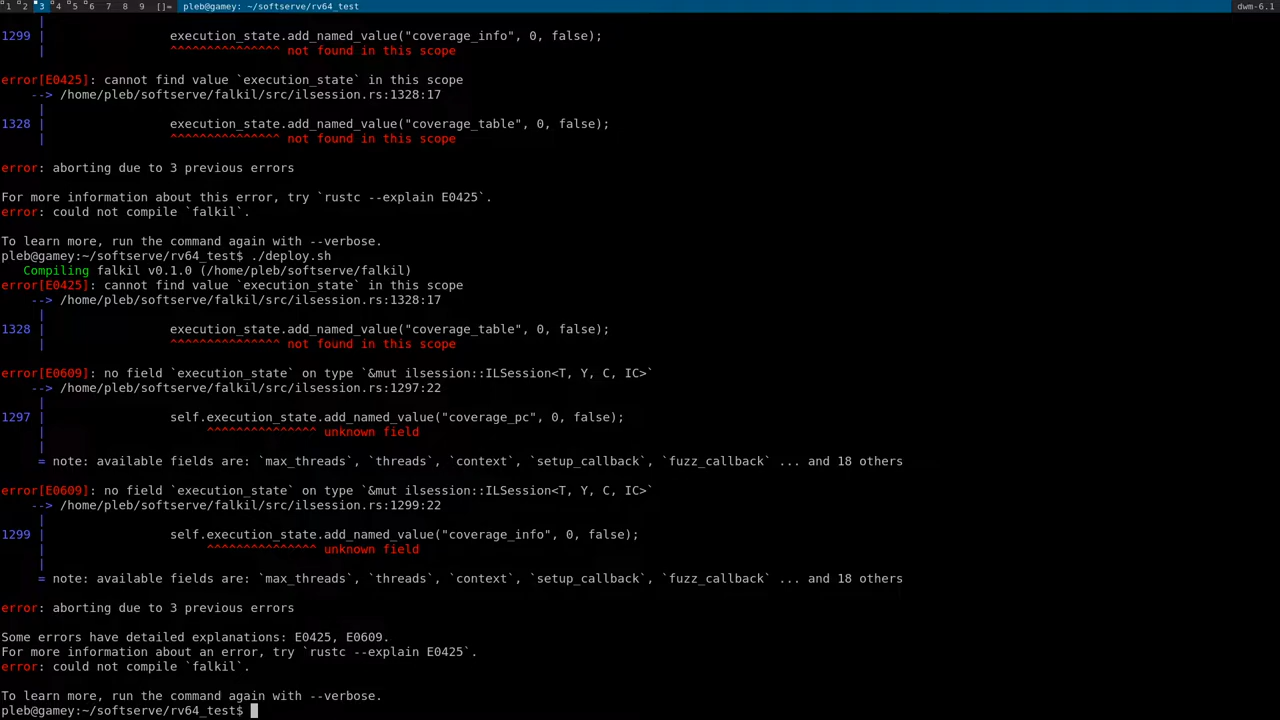 1 2 3 4 5 6 7 8 9 []= pleb@gamey: ~/softserve/rv64_test dwm-6.1
|
1299 | execution_state.add_named_value("coverage_info", 0, false);
| ^^^^^^^^^^^^^^^ not found in this scope
error[E0425]: cannot find value `execution_state` in this scope
--> /home/pleb/softserve/falkil/src/ilsession.rs:1328:17
|
1328 | execution_state.add_named_value("coverage_table", 0, false);
| ^^^^^^^^^^^^^^^ not found in this scope
error: aborting due to 3 previous errors
For more information about this error, try `rustc --explain E0425`.
error: could not compile `falkil`.
To learn more, run the command again with --verbose.
pleb@gamey:~/softserve/rv64_test$ ./deploy.sh
Compiling falkil v0.1.0 (/home/pleb/softserve/falkil)
error[E0425]: cannot find value `execution_state` in this scope
--> /home/pleb/softserve/falkil/src/ilsession.rs:1328:17
|
1328 | execution_state.add_named_value("coverage_table", 0, false);
| ^^^^^^^^^^^^^^^ not found in this scope
error[E0609]: no field `execution_state` on type `&mut ilsession::ILSession<T, Y, C, IC>`
--> /home/pleb/softserve/falkil/src/ilsession.rs:1297:22
|
1297 | self.execution_state.add_named_value("coverage_pc", 0, false);
| ^^^^^^^^^^^^^^^ unknown field
|
= note: available fields are: `max_threads`, `threads`, `context`, `setup_callback`, `fuzz_callback` ... and 18 others
error[E0609]: no field `execution_state` on type `&mut ilsession::ILSession<T, Y, C, IC>`
--> /home/pleb/softserve/falkil/src/ilsession.rs:1299:22
|
1299 | self.execution_state.add_named_value("coverage_info", 0, false);
| ^^^^^^^^^^^^^^^ unknown field
|
= note: available fields are: `max_threads`, `threads`, `context`, `setup_callback`, `fuzz_callback` ... and 18 others
error: aborting due to 3 previous errors
Some errors have detailed explanations: E0425, E0609.
For more information about an error, try `rustc --explain E0425`.
error: could not compile `falkil`.
To learn more, run the command again with --verbose.
pleb@gamey:~/softserve/rv64_test$